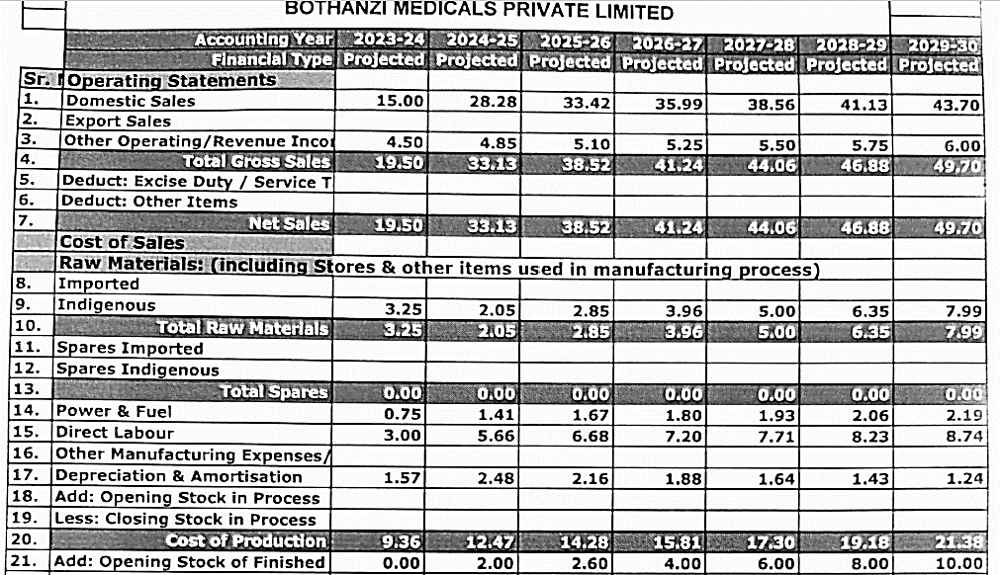 BOTHANZI MEDICALS PRIVATE LIMITED
Accounting Year 2023-24 2024-25 2025-26 2026-27 2027-28 2028-29 2029-30
Financial Type Projected Projected Projected Projected Projected Projected Projected
Sr. Operating Statements
1. Domestic Sales 15.00 28.28 33.42 35.99 38.56 41.13 43.70
2. Export Sales
3. Other Operating/Revenue Incor 4.50 4.85 5.10 5.25 5.50 5.75 6.00
4. Total Gross Sales 19.50 33.13 38.52 41.24 44.06 46.88 49.70
5. Deduct: Excise Duty / Service T
6. Deduct: Other Items
7. Net Sales 19.50 33.13 38.52 41.24 44.06 46.88 49.70
Cost of Sales
Raw Materials: (including Stores & other items used in manufacturing process)
8. Imported
9. Indigenous 3.25 2.05 2.85 3.96 5.00 6.35 7.99
10. Total Raw Materials 3.25 2.05 2.85 3.96 5.00 6.35 7.99
11. Spares Imported
12. Spares Indigenous
13. Total Spares 0.00 0.00 0.00 0.00 0.00 0.00 0.00
14. Power & Fuel 0.75 1.41 1.67 1.80 1.93 2.06 2.19
15. Direct Labour 3.00 5.66 6.68 7.20 7.71 8.23 8.74
16. Other Manufacturing Expenses/
17. Depreciation & Amortisation 1.57 2.48 2.16 1.88 1.64 1.43 1.24
18. Add: Opening Stock in Process
19. Less: Closing Stock in Process
20. Cost of Production 9.36 12.47 14.28 15.81 17.30 19.18 21.38
21. Add: Opening Stock of Finished 0.00 2.00 2.60 4.00 6.00 8.00 10.00